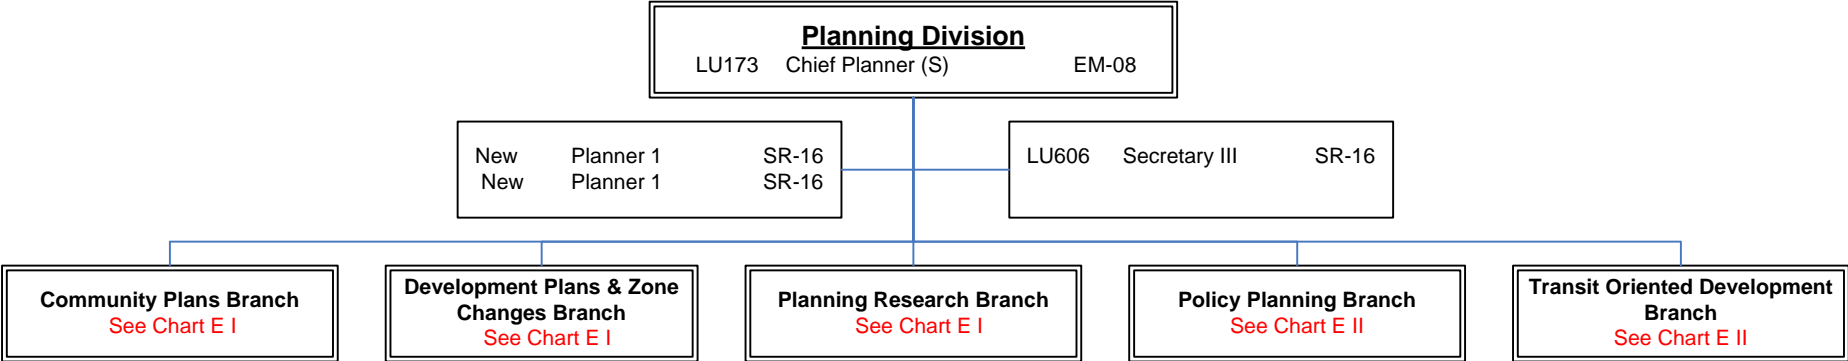 Planning Division
LU173 Chief Planner (S) EM-08
New Planner 1 SR-16
New Planner 1 SR-16
LU606 Secretary III SR-16
Community Plans Branch
See Chart E I
Development Plans & Zone
Changes Branch
See Chart E I
Planning Research Branch
See Chart E I
Policy Planning Branch
See Chart E II
Transit Oriented Development
Branch
See Chart E II